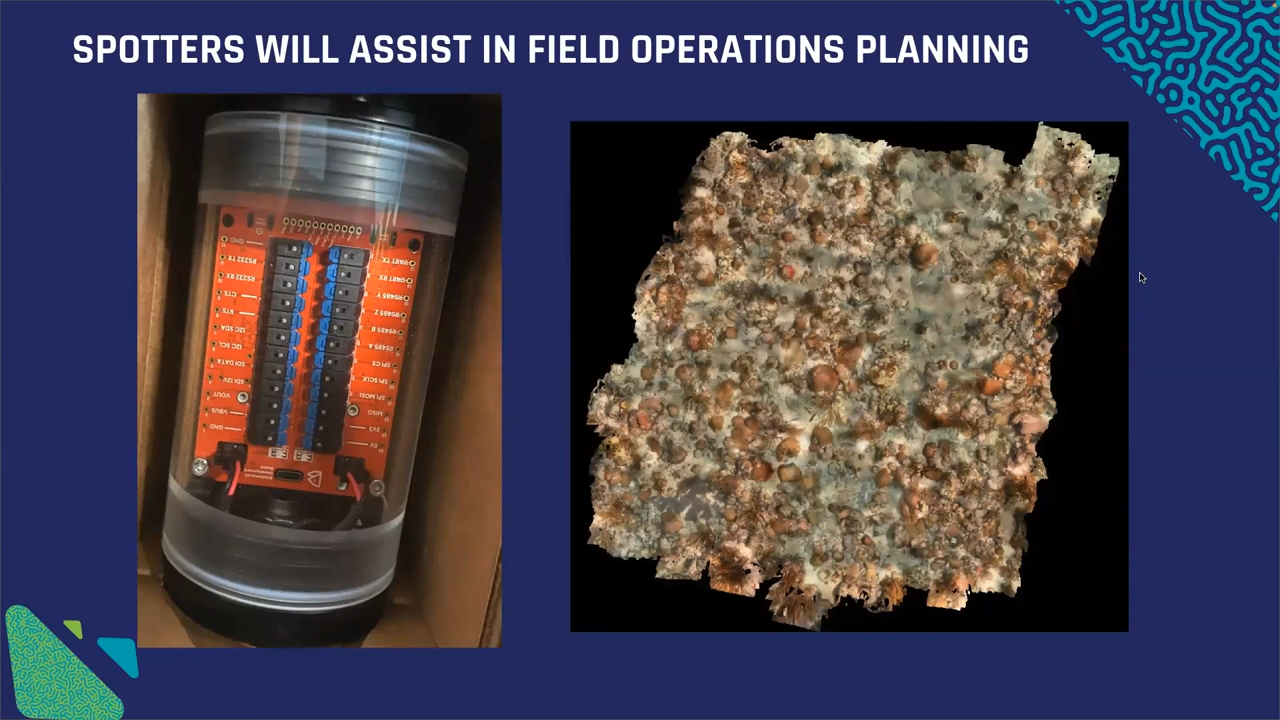 SPOTTERS WILL ASSIST IN FIELD OPERATIONS PLANNING
GND
RS232 TX
RS232 RX
CTS
RTS
I2C SDA
I2C SCL
SDI DATA
SDI 12V
VOUT
VBUS
GND
UART TX
UART RX
RS485 Y
RS485 Z
RS485 B
RS485 A
SPI CS
SPI SCLK
SPI MOSI
MISO
3V3
5V
Development
Board